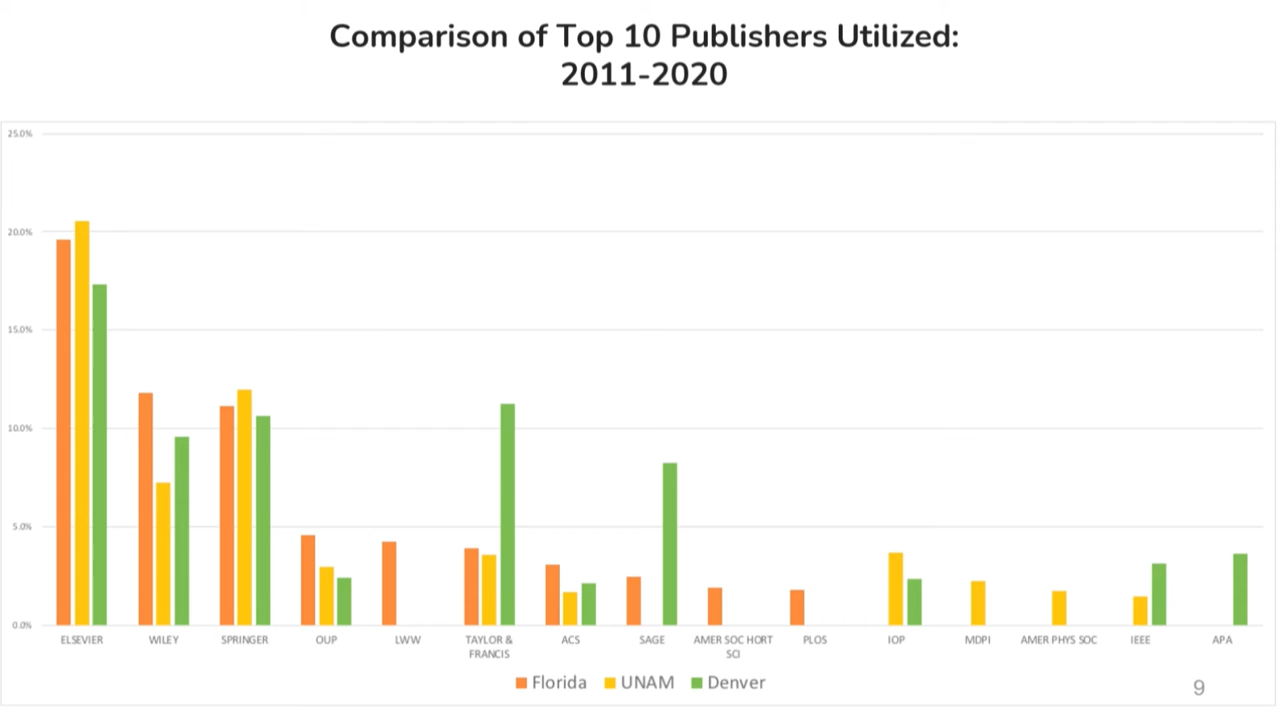 Comparison of Top 10 Publishers Utilized:
2011-2020
25.0%
20.0%
15.0%
10.0%
5.0%
0.0%
ELSEVIER
WILEY
SPRINGER
OUP
LWW
TAYLOR &
FRANCIS
ACS
SAGE
AMER SOC HORT
SCI
PLOS
IOP
MDPI
AMER PHYS SOC
IEEE
APA
Florida
UNAM
Denver
9